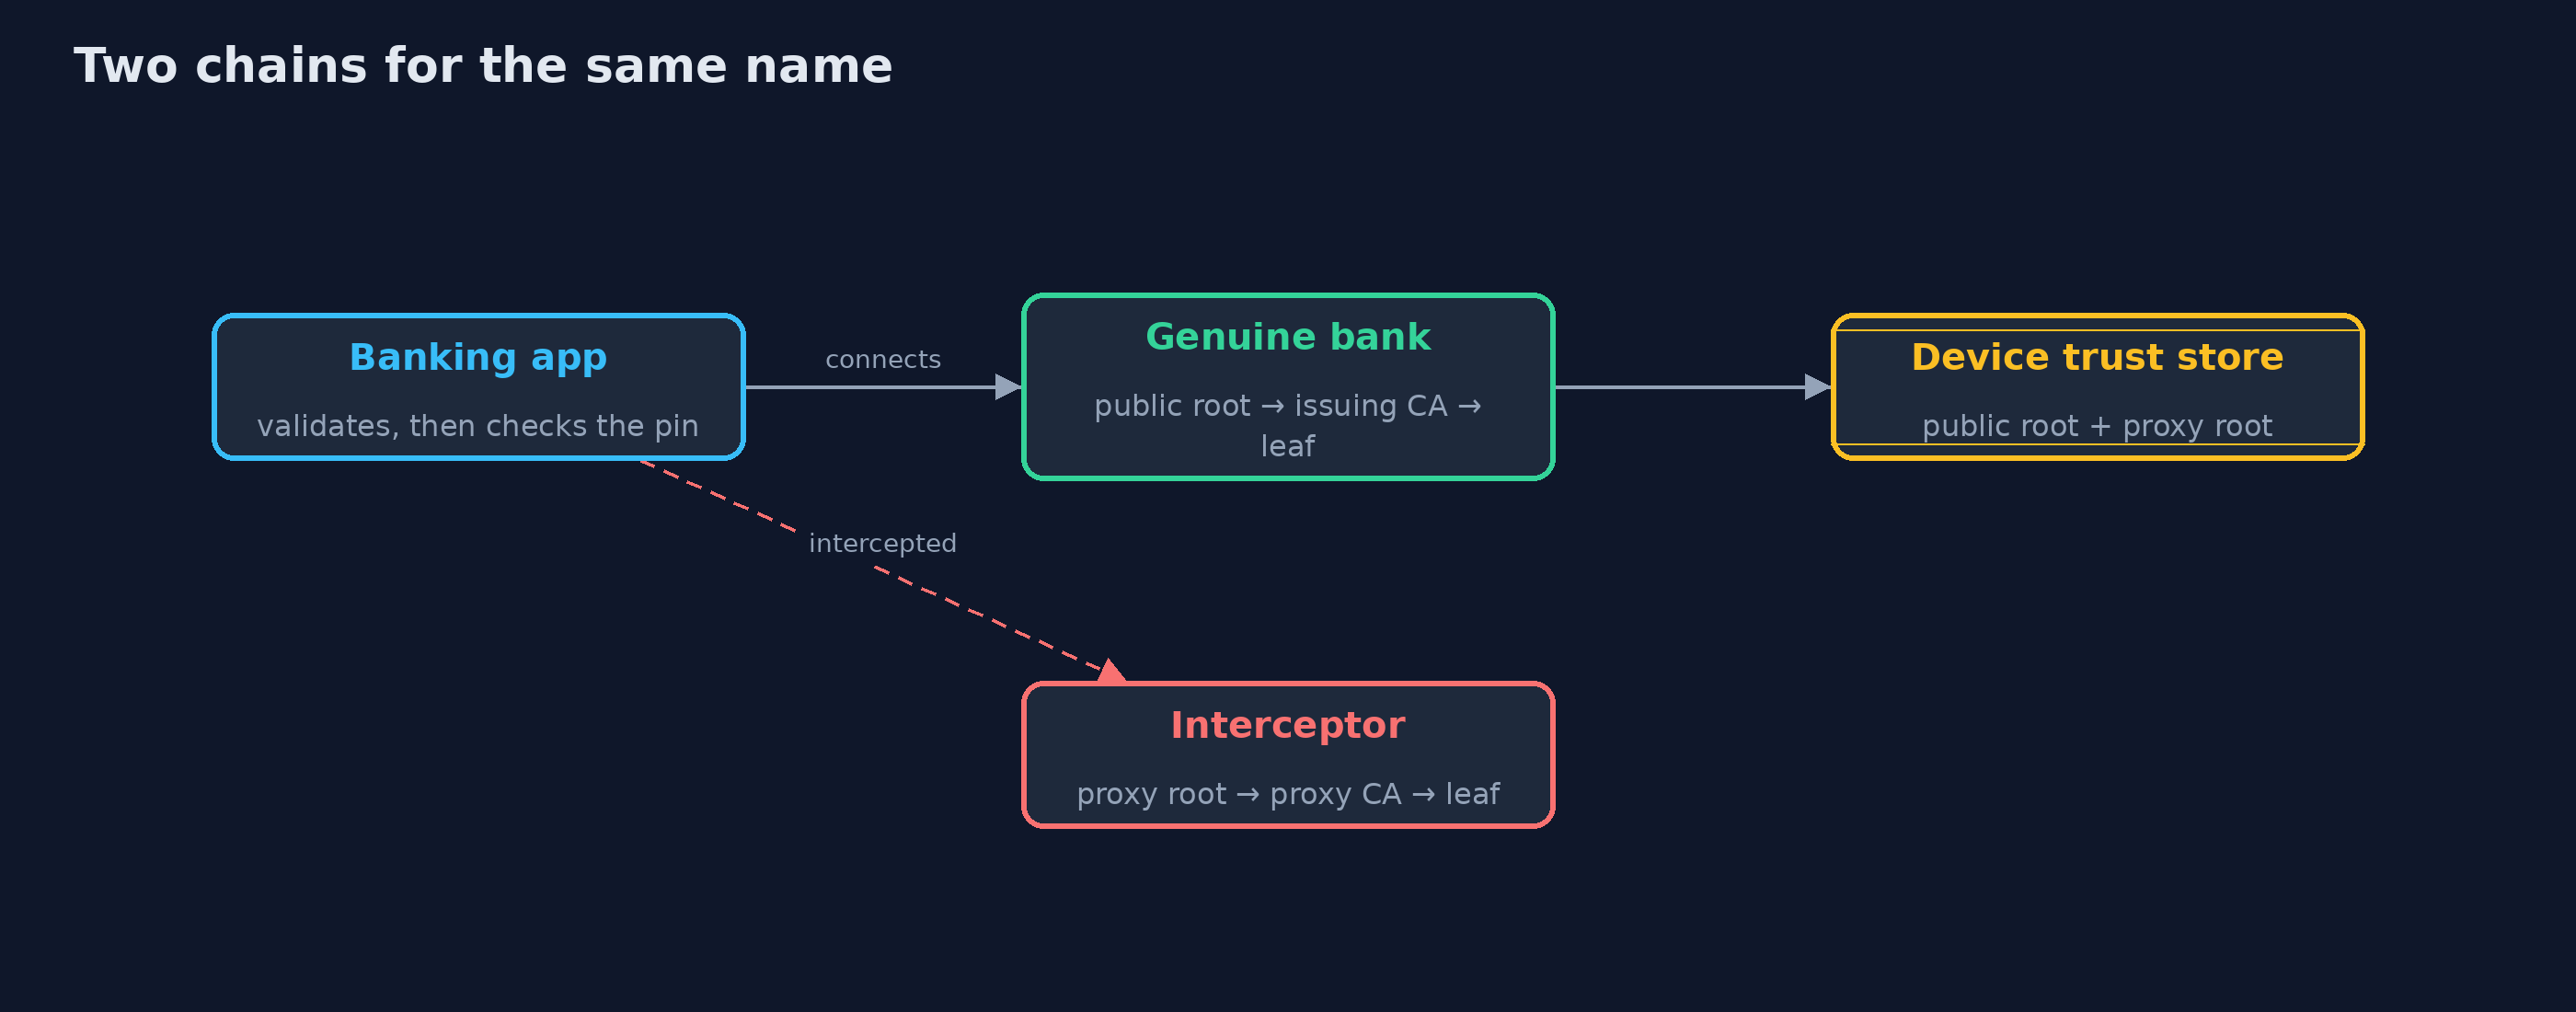 Two chains for the same name
Banking app
validates, then checks the pin
connects
Genuine bank
public root → issuing CA →
leaf
Device trust store
public root + proxy root
intercepted
Interceptor
proxy root → proxy CA → leaf